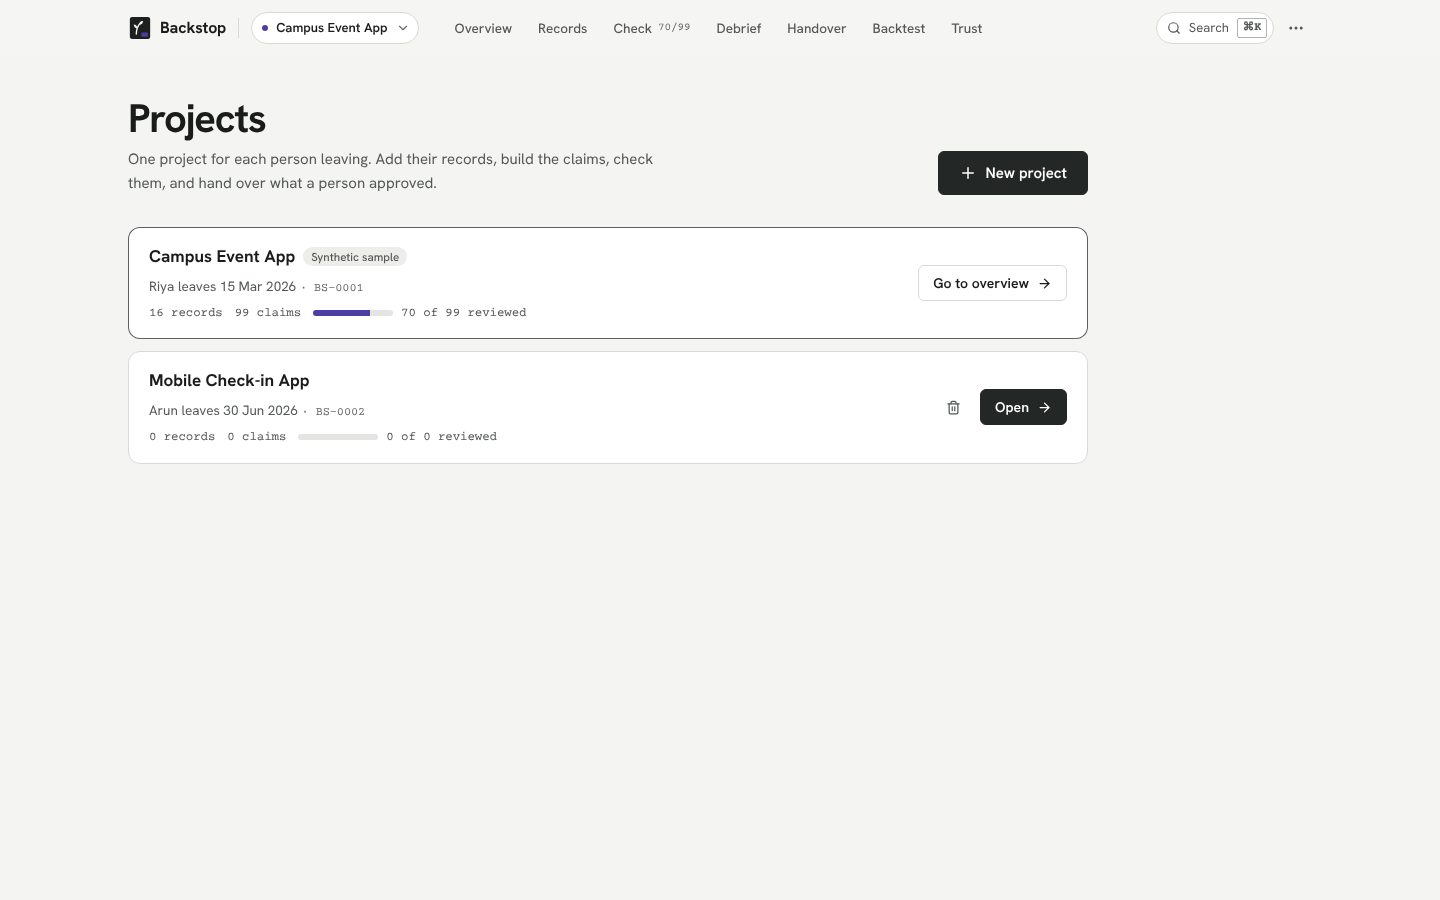 Backstop
Campus Event App
Overview
Records
Check 70/99
Debrief
Handover
Backtest
Trust
Search ⌘K
Projects
One project for each person leaving. Add their records, build the claims, check
them, and hand over what a person approved.
New project
Campus Event App Synthetic sample
Riya leaves 15 Mar 2026 · BS-0001
16 records 99 claims 70 of 99 reviewed
Go to overview
Mobile Check-in App
Arun leaves 30 Jun 2026 · BS-0002
0 records 0 claims 0 of 0 reviewed
Open